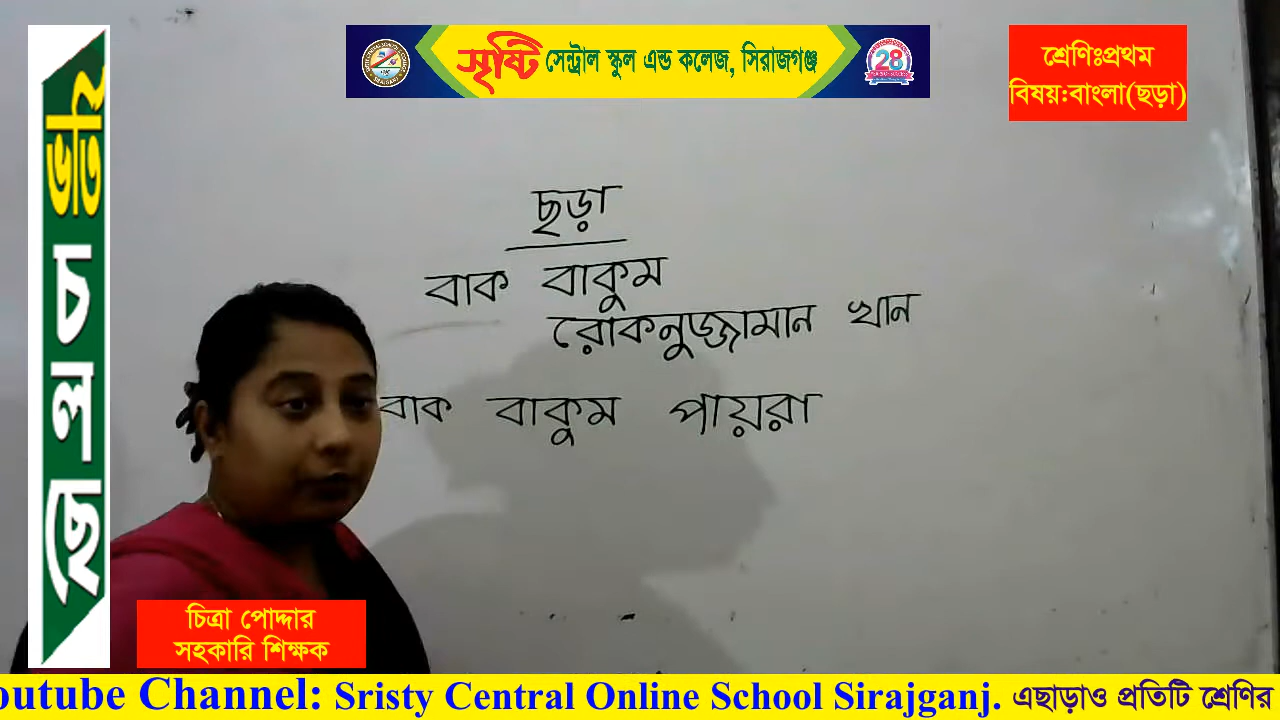 সৃষ্টি সেন্ট্রাল স্কুল এন্ড কলেজ, সিরাজগঞ্জ
28
শ্রেণিঃপ্রথম
বিষয়:বাংলা(ছড়া)
ভর্তি চলছে
ছড়া
বাক বাকুম
রোকনুজ্জামান খান
বাক বাকুম পায়রা
চিত্রা পোদ্দার
সহকারি শিক্ষক
outube Channel: Sristy Central Online School Sirajganj. এছাড়াও প্রতিটি শ্রেণির